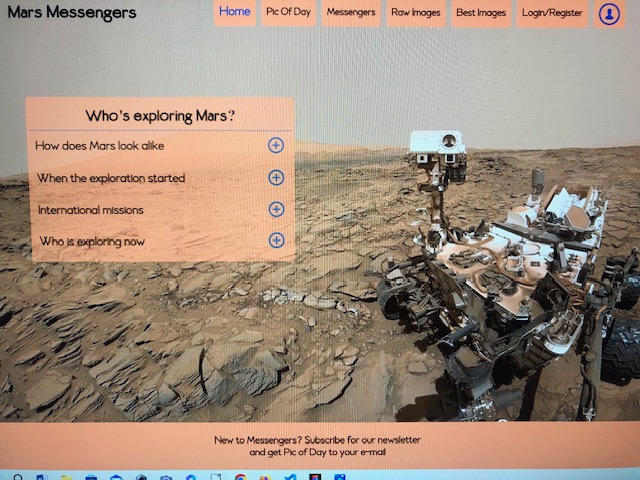 Mars Messengers
Home
Pic Of Day
Messengers
Raw Images
Best Images
Login/Register
Who's exploring Mars?
How does Mars look alike
When the exploration started
International missions
Who is exploring now
New to Messengers? Subscribe for our newsletter
and get Pic of Day to your e-mail